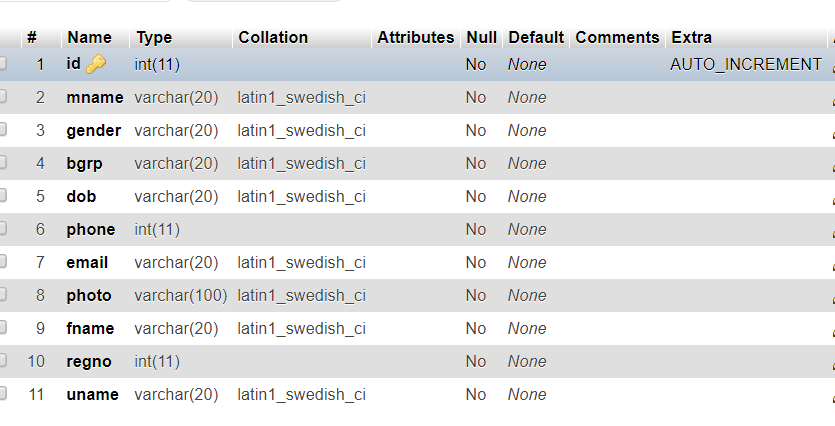 # Name Type Collation Attributes Null Default Comments Extra
1 id int(11) No None AUTO_INCREMENT
2 mname varchar(20) latin1_swedish_ci No None
3 gender varchar(20) latin1_swedish_ci No None
4 bgrp varchar(20) latin1_swedish_ci No None
5 dob varchar(20) latin1_swedish_ci No None
6 phone int(11) No None
7 email varchar(20) latin1_swedish_ci No None
8 photo varchar(100) latin1_swedish_ci No None
9 fname varchar(20) latin1_swedish_ci No None
10 regno int(11) No None
11 uname varchar(20) latin1_swedish_ci No None